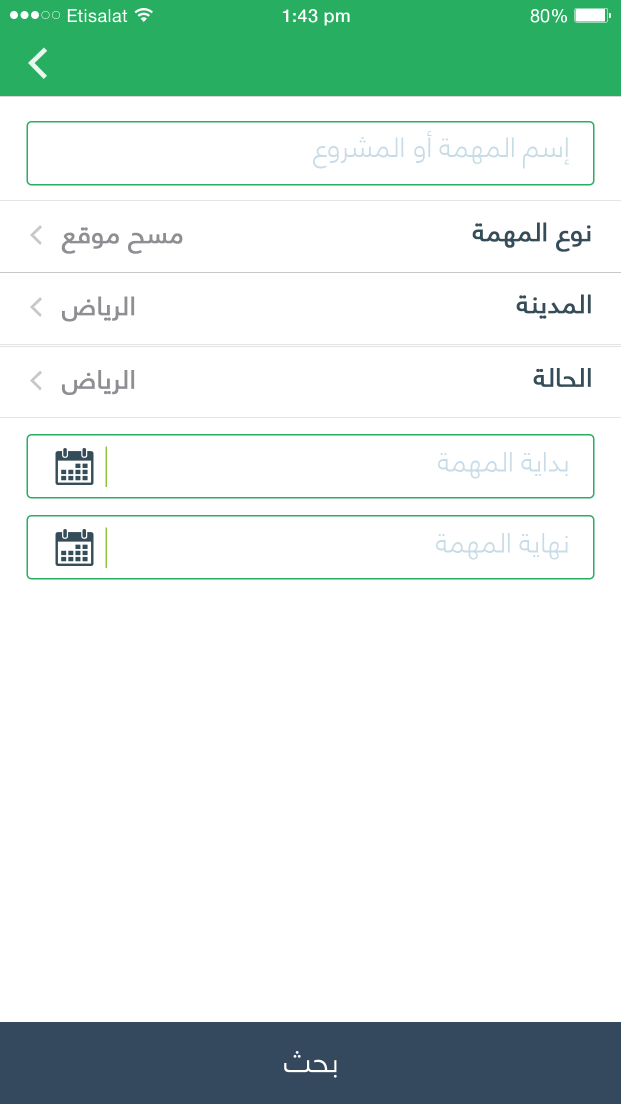 Etisalat 1:43 pm 80%
إسم المهمة أو المشروع
نوع المهمة مسح موقع
المدينة الرياض
الحالة الرياض
بداية المهمة
نهاية المهمة
بحث